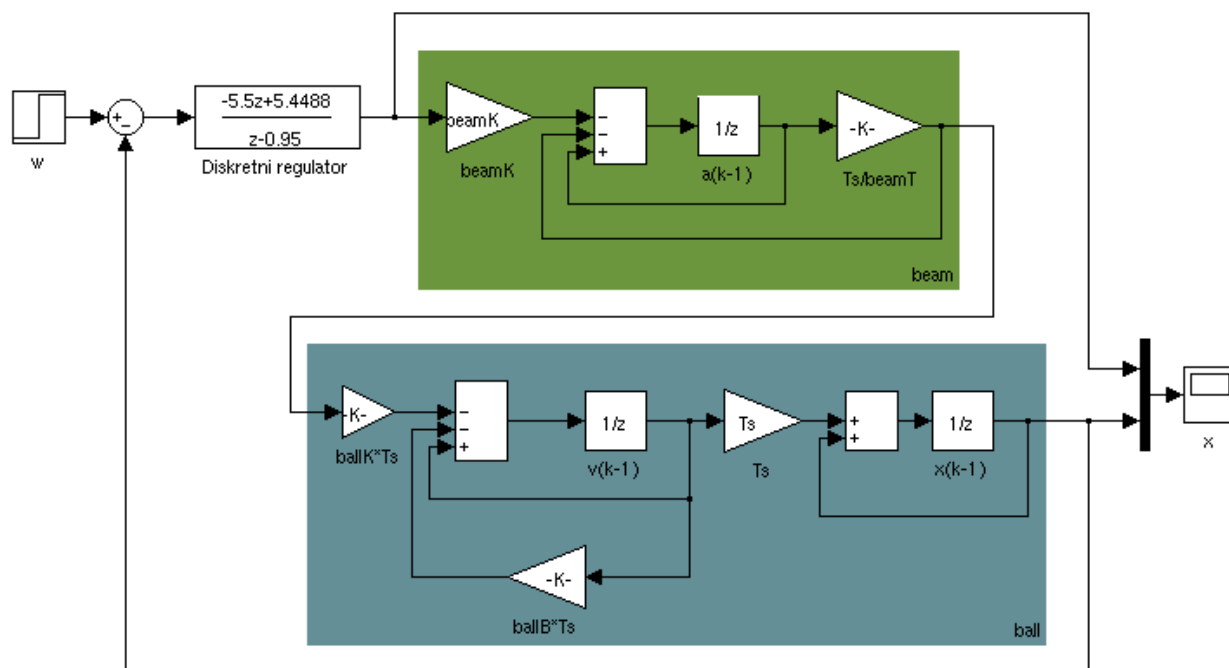 w
+
−
-5.5z+5.4488
z-0.95
Diskretni regulator
beamK
beamK
−
−
+
1/z
a(k-1)
-K-
Ts/beamT
beam
-K-
ballK*Ts
−
−
+
1/z
v(k-1)
Ts
Ts
+
+
1/z
x(k-1)
-K-
ballB*Ts
ball
x